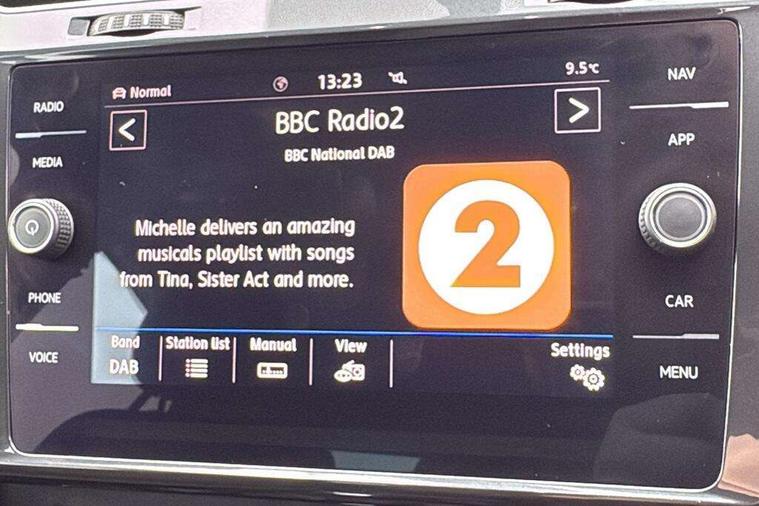 RADIO
MEDIA
PHONE
VOICE
Normal
13:23
9.5°C
<
BBC Radio2
>
BBC National DAB
Michelle delivers an amazing
musicals playlist with songs
from Tina, Sister Act and more.
2
Band
DAB
Station list
Manual
View
Settings
NAV
APP
CAR
MENU